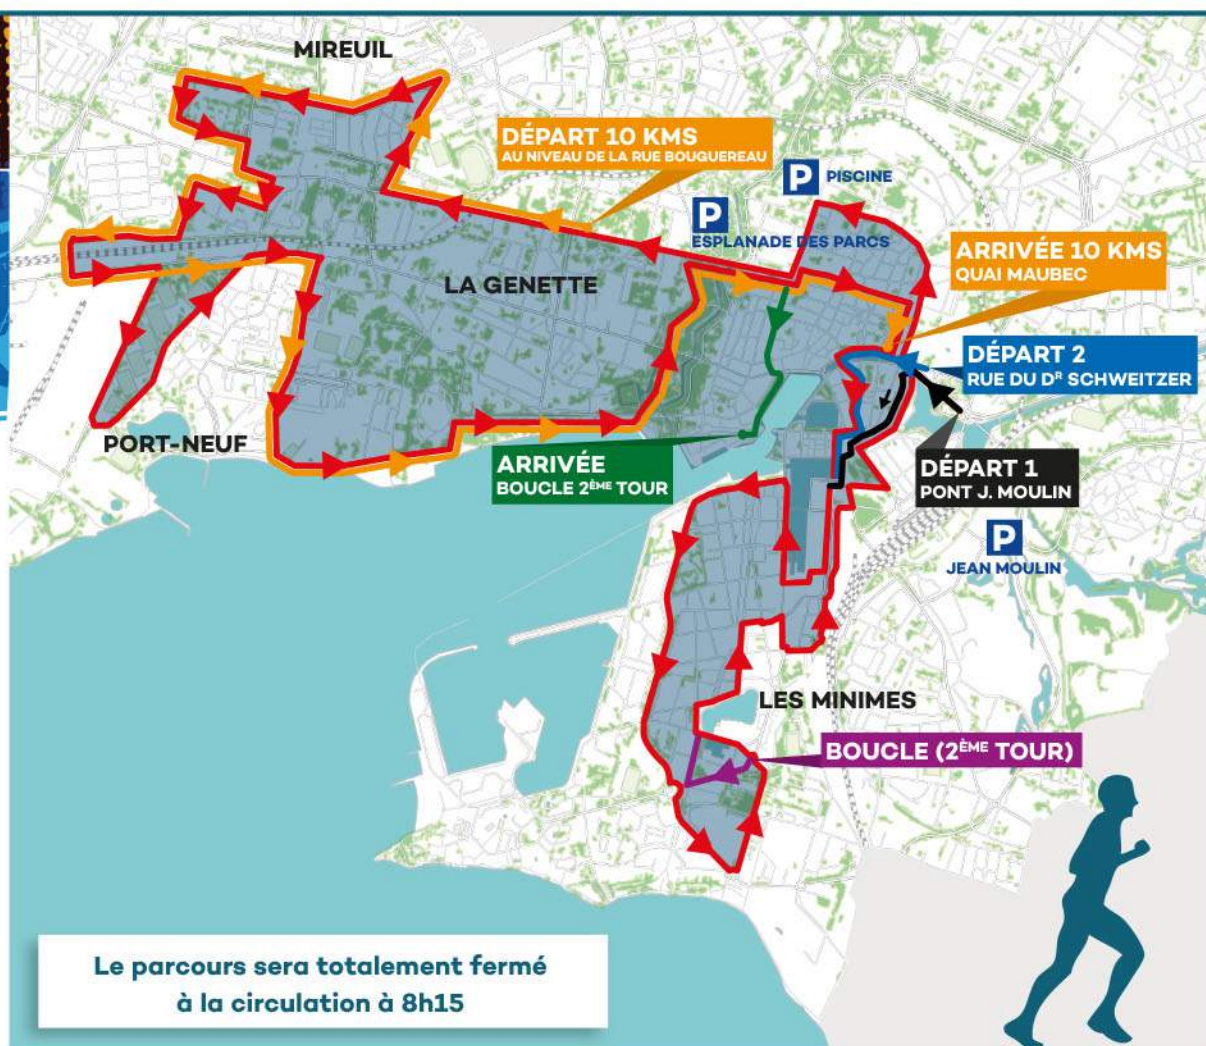 MIREUIL
DÉPART 10 KMS
AU NIVEAU DE LA RUE BOUGUEREAU
P PISCINE
P
ESPLANADE DES PARCS
ARRIVÉE 10 KMS
QUAI MAUBEC
LA GENETTE
DÉPART 2
RUE DU DR SCHWEITZER
PORT-NEUF
ARRIVÉE
BOUCLE 2ÈME TOUR
DÉPART 1
PONT J. MOULIN
P
JEAN MOULIN
LES MINIMES
BOUCLE (2ÈME TOUR)
Le parcours sera totalement fermé
à la circulation à 8h15